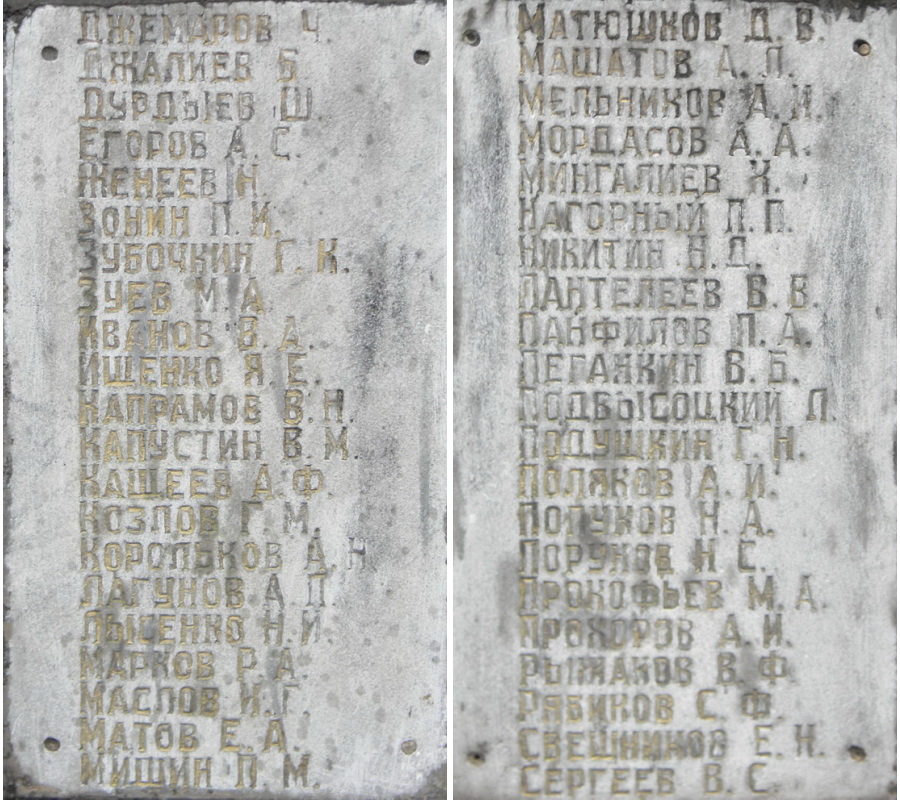 ДЖЕМАРОВ Ч.
ДЖАЛИЕВ Б.
ДУРДЫЕВ Ш.
ЕГОРОВ А. С.
ЖЕНЕЕВ Н.
ЗОНИН П. И.
ЗУБОЧКИН Г. К.
ЗУЕВ М. А.
ИВАНОВ В. А.
ИЩЕНКО Я. Е.
КАПРАМОВ В. Н.
КАПУСТИН В. М.
КАЩЕЕВ А. Ф.
КОЗЛОВ Г. М.
КОРОЛЬКОВ А. Н.
ЛАГУНОВ А. П.
ЛЫСЕНКО Н. И.
МАРКОВ Р. А.
МАСЛОВ И. Г.
МАТОВ Е. А.
МИШИН П. М.
МАТЮШКОВ Д. В.
МАШАТОВ А. П.
МЕЛЬНИКОВ А. И.
МОРДАСОВ А. А.
МИНГАЛИЕВ К.
НАГОРНЫЙ П. П.
НИКИТИН Н. Д.
ПАНТЕЛЕЕВ В. В.
ПАНФИЛОВ П. А.
ПЕГАЯКИН В. Б.
ПОДВЫСОЦКИЙ Л.
ПОДУШКИН Г. Н.
ПОЛЯКОВ А. И.
ПОРУКОВ Н. А.
ПОРУКОВ Н. С.
ПРОКОФЬЕВ М. А.
ПРОХОРОВ А. И.
РЫЖАКОВ В. Ф.
РЯБИКОВ С. Ф.
СВЕШНИКОВ Е. Н.
СЕРГЕЕВ В. С.